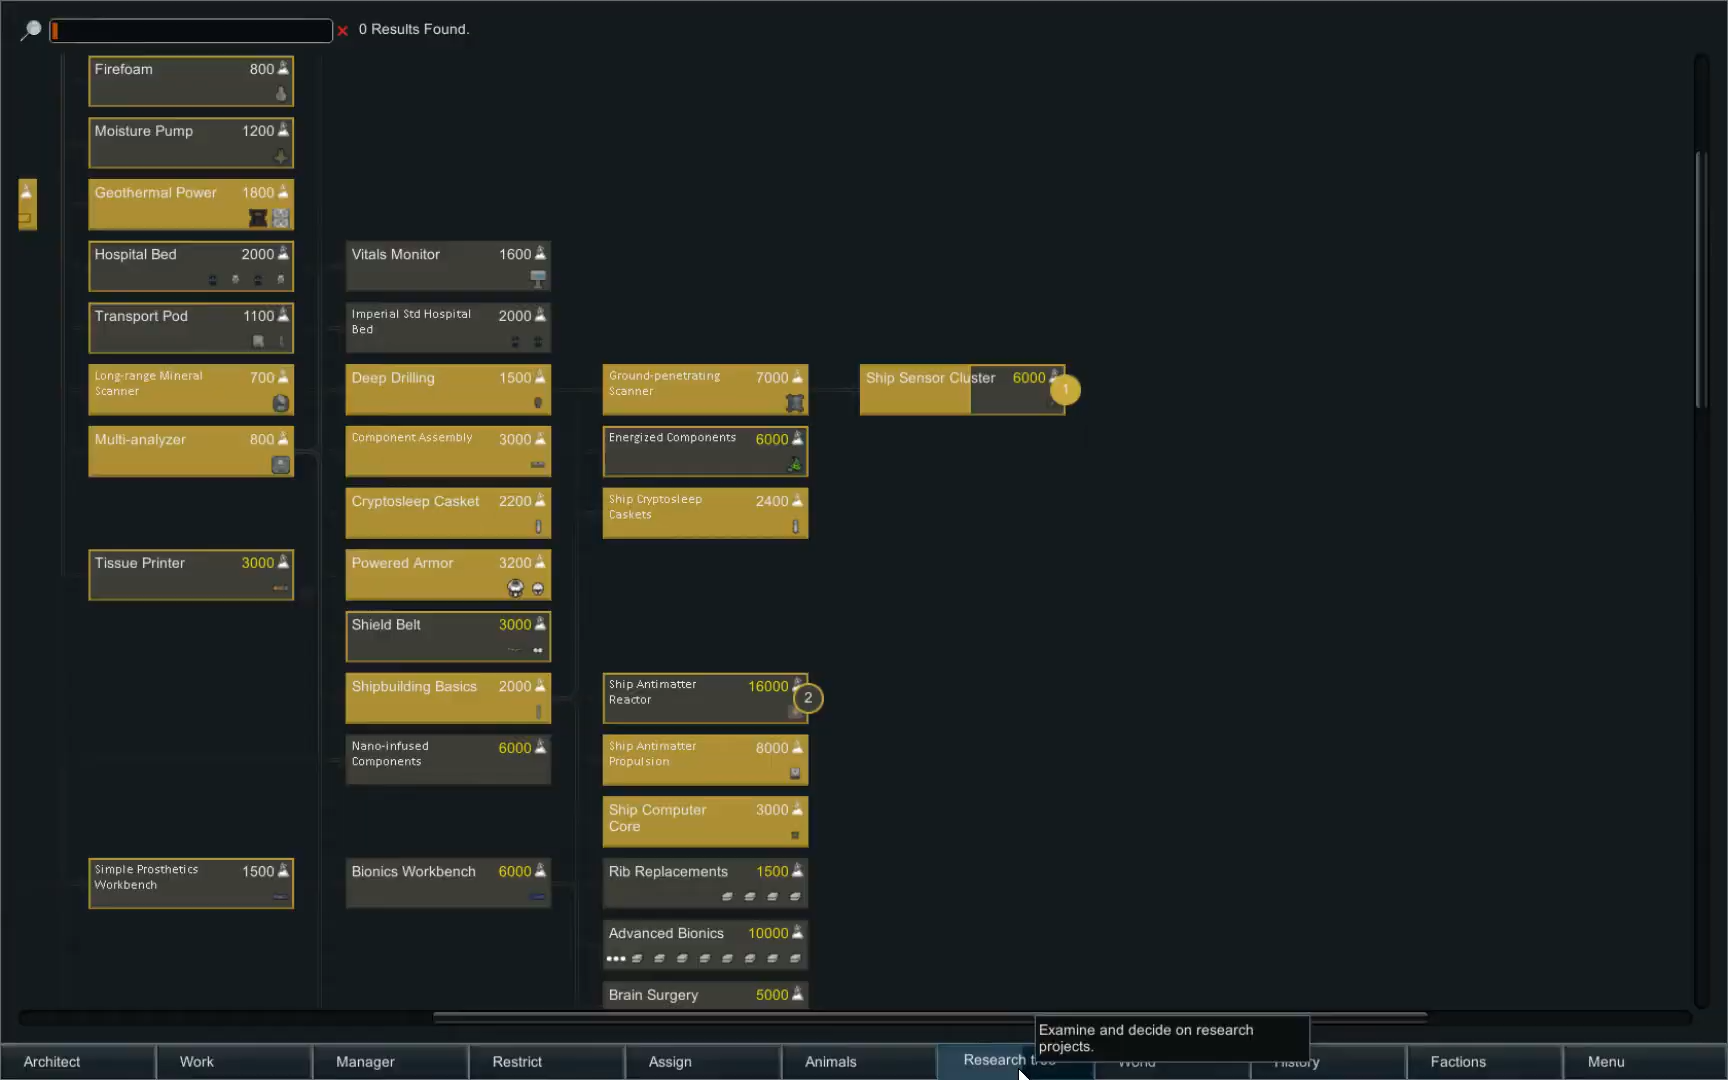 0 Results Found.
Firefoam 800
Moisture Pump 1200
Geothermal Power 1800
Hospital Bed 2000
Vitals Monitor 1600
Transport Pod 1100
Imperial Std Hospital
Bed
2000
Long-range Mineral
Scanner
700
Deep Drilling 1500
Ground-penetrating
Scanner
7000
Ship Sensor Cluster 6000
1
Multi-analyzer 800
Component Assembly 3000
Energized Components 6000
Cryptosleep Casket 2200
Ship Cryptosleep
Caskets
2400
Tissue Printer 3000
Powered Armor 3200
Shield Belt 3000
Shipbuilding Basics 2000
Ship Antimatter
Reactor
16000
2
Nano-infused
Components
6000
Ship Antimatter
Propulsion
8000
Ship Computer
Core
3000
Simple Prosthetics
Workbench
1500
Bionics Workbench 6000
Rib Replacements 1500
Advanced Bionics 10000
Brain Surgery 5000
Examine and decide on research
projects.
Architect
Work
Manager
Restrict
Assign
Animals
Research tree
World
History
Factions
Menu